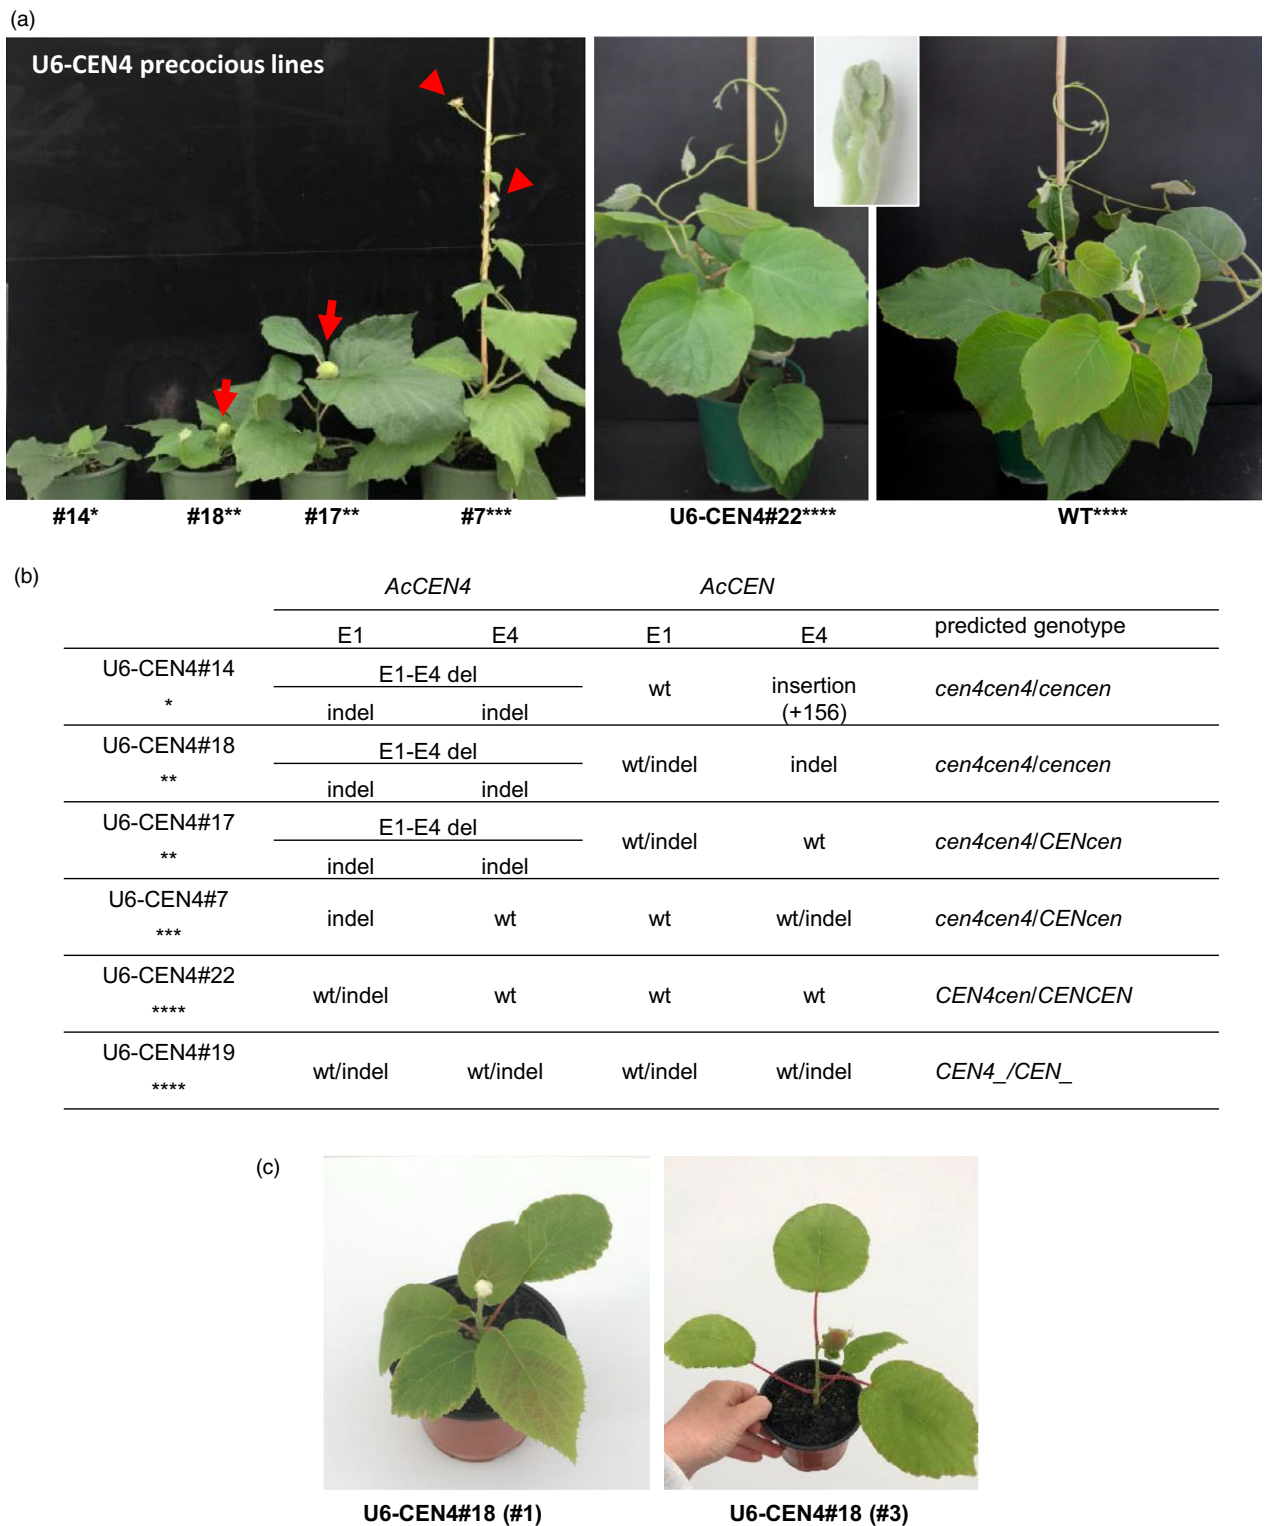 (a)
U6-CEN4 precocious lines
#14* #18** #17** #7*** U6-CEN4#22**** WT****
(b)
AcCEN4 AcCEN
E1 E4 E1 E4 predicted genotype
U6-CEN4#14
*
E1-E4 del
indel indel
wt
insertion
(+156)
cen4cen4/cencen
U6-CEN4#18
**
E1-E4 del
indel indel
wt/indel indel cen4cen4/cencen
U6-CEN4#17
**
E1-E4 del
indel indel
wt/indel wt cen4cen4/CENcen
U6-CEN4#7
***
indel wt wt wt/indel cen4cen4/CENcen
U6-CEN4#22
****
wt/indel wt wt wt CEN4cen/CENCEN
U6-CEN4#19
****
wt/indel wt/indel wt/indel wt/indel CEN4_/CEN_
(c)
U6-CEN4#18 (#1) U6-CEN4#18 (#3)